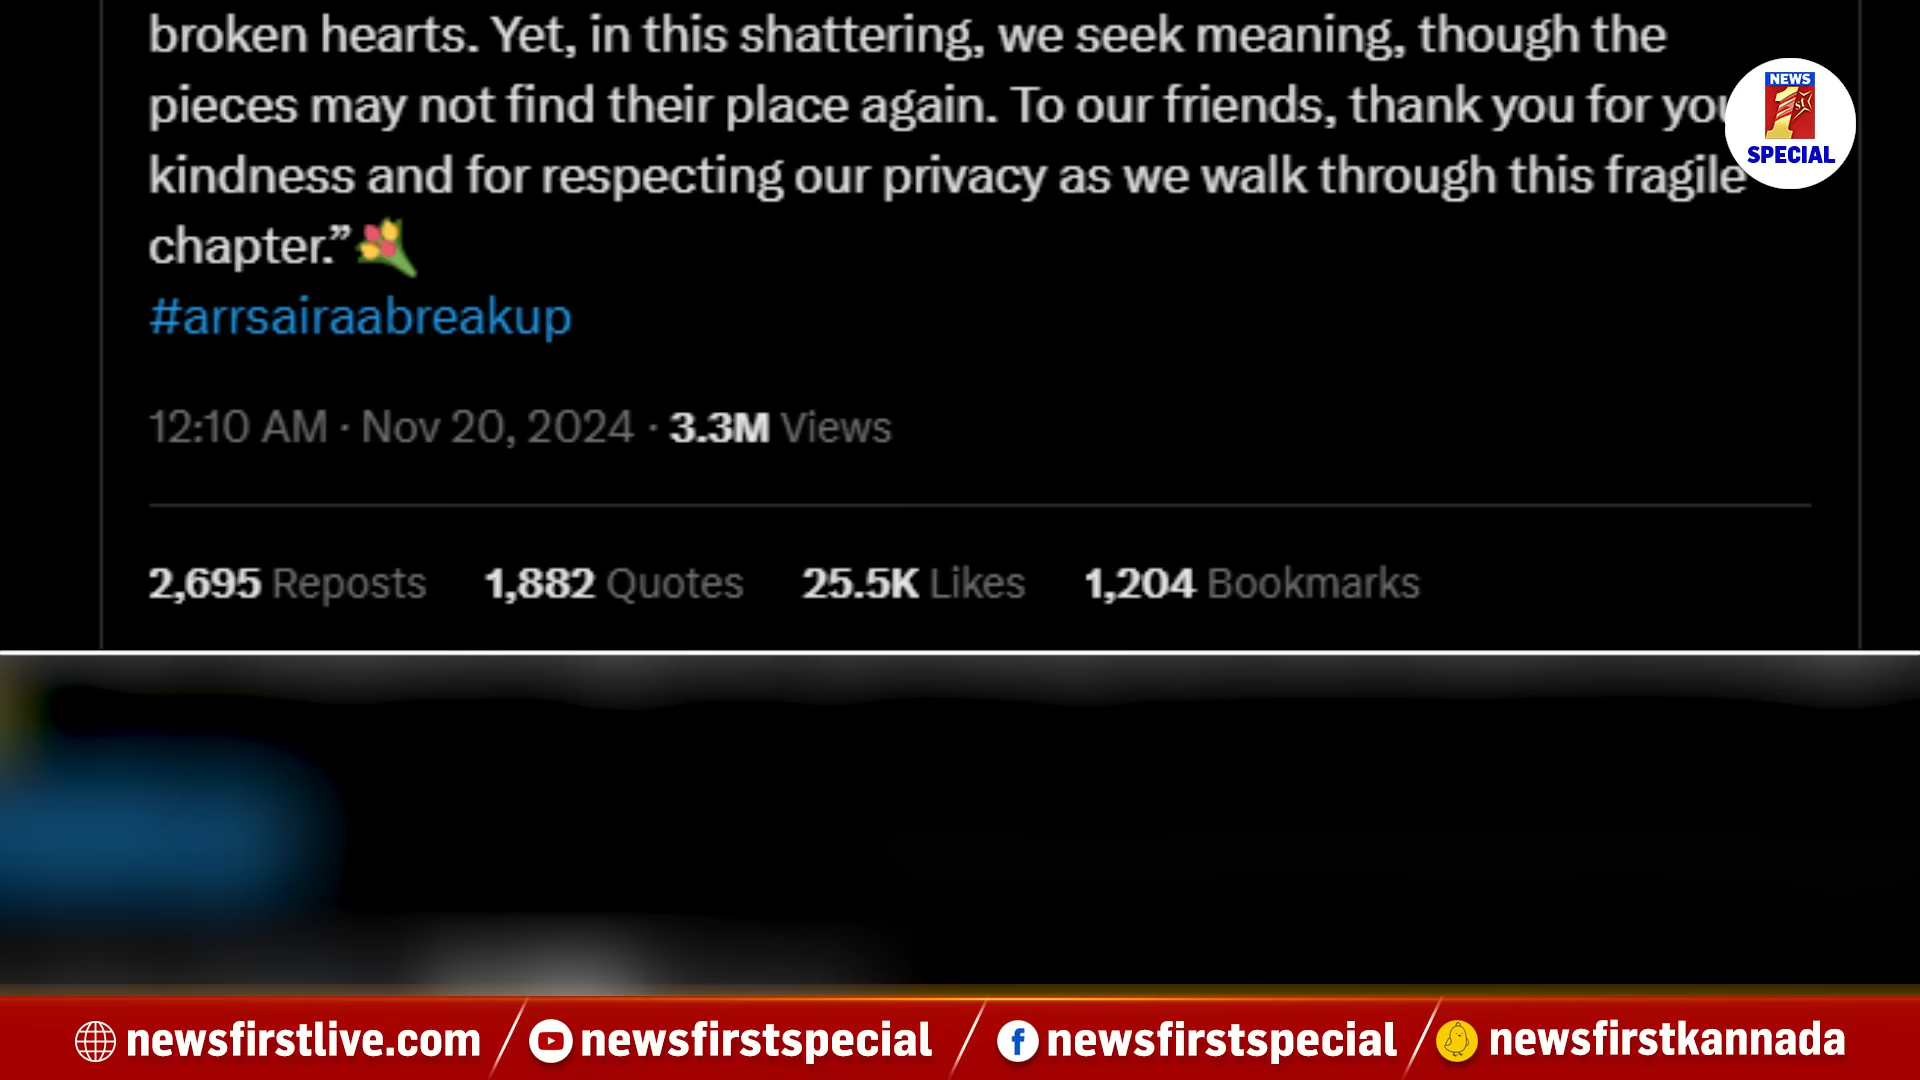 broken hearts. Yet, in this shattering, we seek meaning, though the
pieces may not find their place again. To our friends, thank you for you
kindness and for respecting our privacy as we walk through this fragile
chapter.”
#arrsairaabreakup
12:10 AM · Nov 20, 2024 · 3.3M Views
2,695 Reposts 1,882 Quotes 25.5K Likes 1,204 Bookmarks
NEWS
1st
SPECIAL
newsfirstlive.com newsfirstspecial newsfirstspecial newsfirstkannada